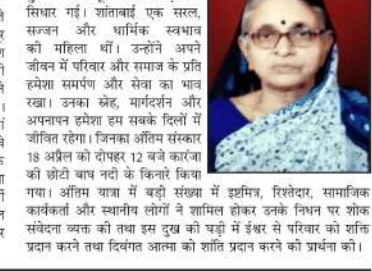 सिधार गई। शांताबाई एक सरल,
सज्जन और धार्मिक स्वभाव
की महिला थीं। उन्होंने अपने
जीवन में परिवार और समाज के प्रति
हमेशा समर्पण और सेवा का भाव
रखा। उनका स्नेह, मार्गदर्शन और
अपनापन हमेशा हम सबके दिलों में
जीवित रहेगा। जिनका अंतिम संस्कार
18 अप्रैल को दोपहर 12 बजे कारंजा
की छोटी बाघ नदी के किनारे किया
गया। अंतिम यात्रा में बड़ी संख्या में इष्टमित्र, रिश्तेदार, सामाजिक
कार्यकर्ता और स्थानीय लोगों ने शामिल होकर उनके निधन पर शोक
संवेदना व्यक्त की तथा इस दुख की घड़ी में ईश्वर से परिवार को शक्ति
प्रदान करने तथा दिवंगत आत्मा को शांति प्रदान करने की प्रार्थना की।